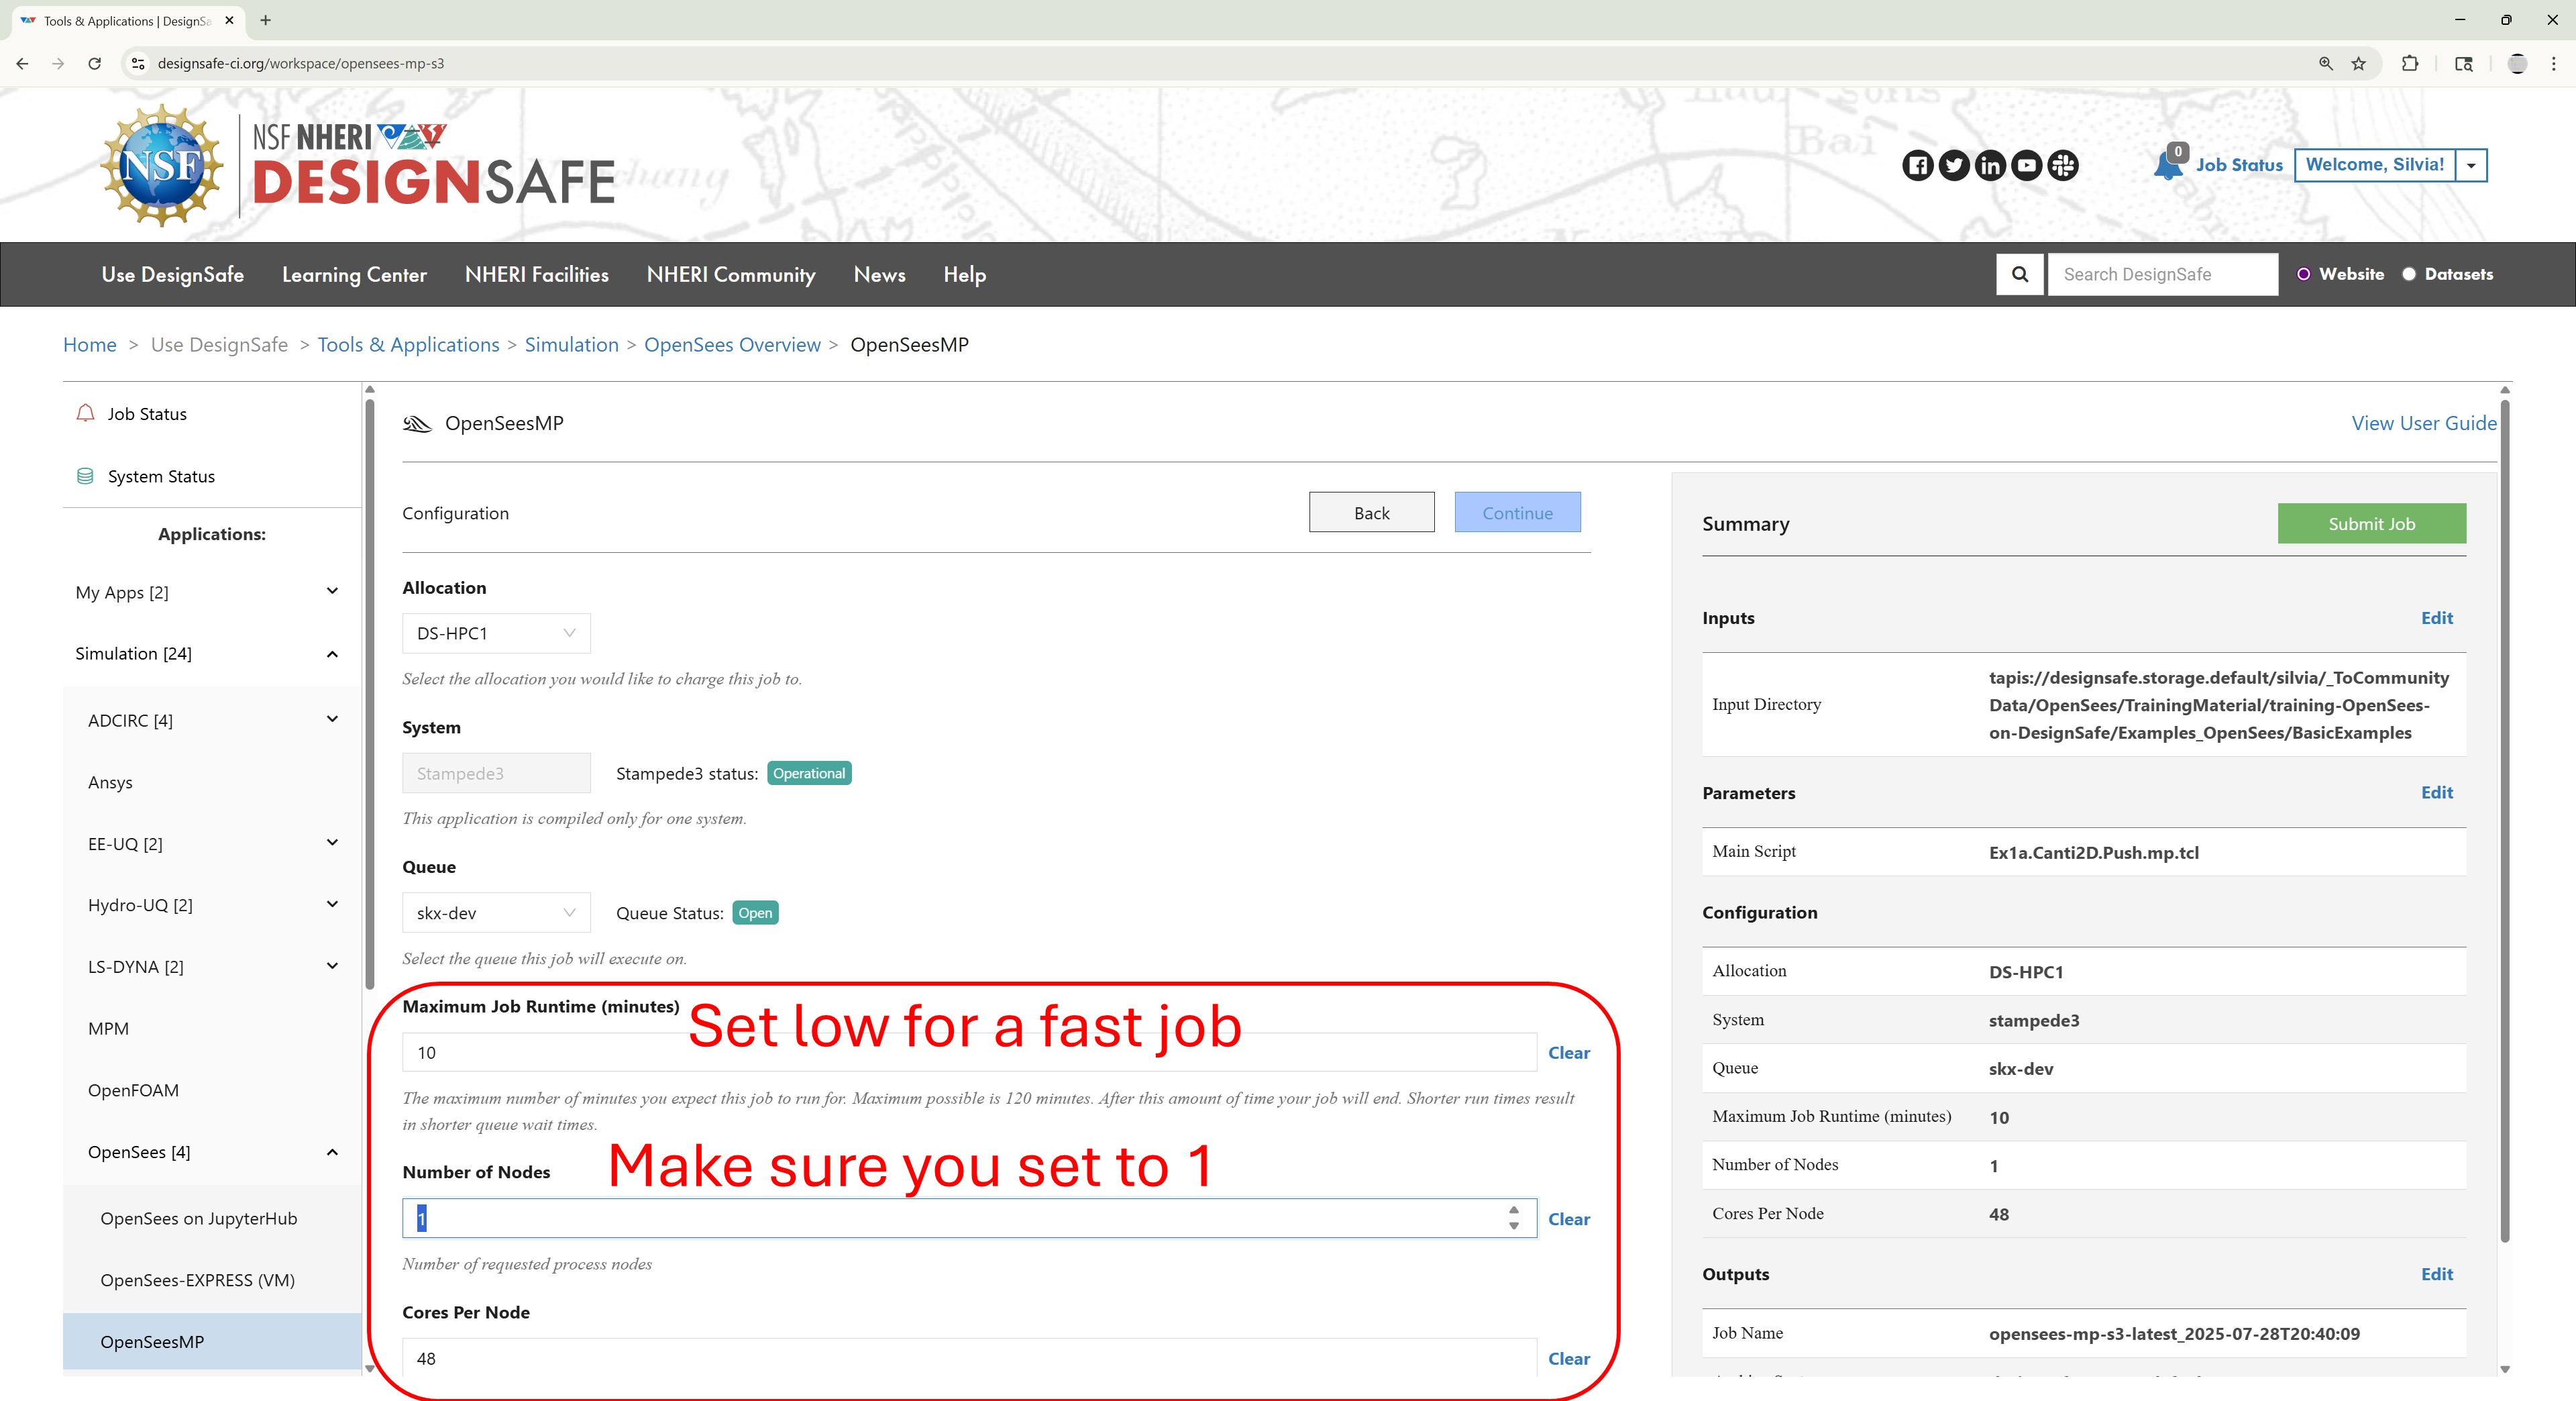 Tools & Applications | DesignSa
designsafe-ci.org/workspace/opensees-mp-s3
NSF
NSF NHERI
DESIGNSAFE
0
Job Status
Welcome, Silvia!
Use DesignSafe
Learning Center
NHERI Facilities
NHERI Community
News
Help
Search DesignSafe
Website
Datasets
Home > Use DesignSafe > Tools & Applications > Simulation > OpenSees Overview > OpenSeesMP
Job Status
System Status
Applications:
My Apps [2]
Simulation [24]
ADCIRC [4]
Ansys
EE-UQ [2]
Hydro-UQ [2]
LS-DYNA [2]
MPM
OpenFOAM
OpenSees [4]
OpenSees on JupyterHub
OpenSees-EXPRESS (VM)
OpenSeesMP
OpenSeesMP
View User Guide
Configuration
Back
Continue
Allocation
DS-HPC1
Select the allocation you would like to charge this job to.
System
Stampede3
Stampede3 status: Operational
This application is compiled only for one system.
Queue
skx-dev
Queue Status: Open
Select the queue this job will execute on.
Maximum Job Runtime (minutes)
Set low for a fast job
10
Clear
The maximum number of minutes you expect this job to run for. Maximum possible is 120 minutes. After this amount of time your job will end. Shorter run times result
in shorter queue wait times.
Number of Nodes
Make sure you set to 1
1
Clear
Number of requested process nodes
Cores Per Node
48
Clear
Summary
Submit Job
Inputs
Edit
Input Directory
tapis://designsafe.storage.default/silvia/_ToCommunity
Data/OpenSees/TrainingMaterial/training-OpenSees-
on-DesignSafe/Examples_OpenSees/BasicExamples
Parameters
Edit
Main Script
Ex1a.Canti2D.Push.mp.tcl
Configuration
Allocation
DS-HPC1
System
stampede3
Queue
skx-dev
Maximum Job Runtime (minutes)
10
Number of Nodes
1
Cores Per Node
48
Outputs
Edit
Job Name
opensees-mp-s3-latest_2025-07-28T20:40:09